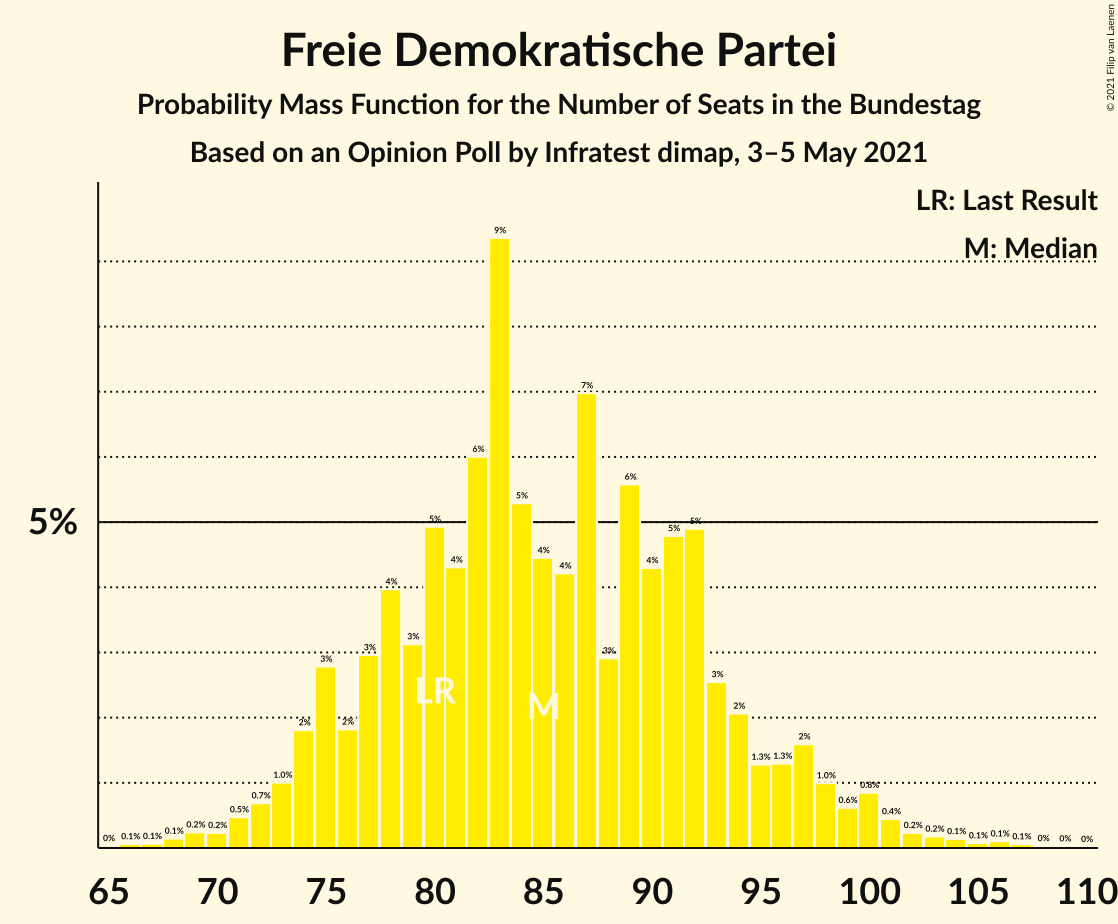 © 2021 Filip van Laenen
Freie Demokratische Partei
Probability Mass Function for the Number of Seats in the Bundestag
Based on an Opinion Poll by Infratest dimap, 3–5 May 2021
LR: Last Result
M: Median
5%
0% 0.1% 0.1% 0.1% 0.2% 0.2% 0.5% 0.7% 1.0% 2% 3% 2% 3% 4% 3% 5% 4% 6% 9% 5% 4% 4% 7% 3% 6% 4% 5% 5% 3% 2% 1.3% 1.3% 2% 1.0% 0.6% 0.8% 0.4% 0.2% 0.2% 0.1% 0.1% 0.1% 0.1% 0% 0% 0%
LR M
65 70 75 80 85 90 95 100 105 110